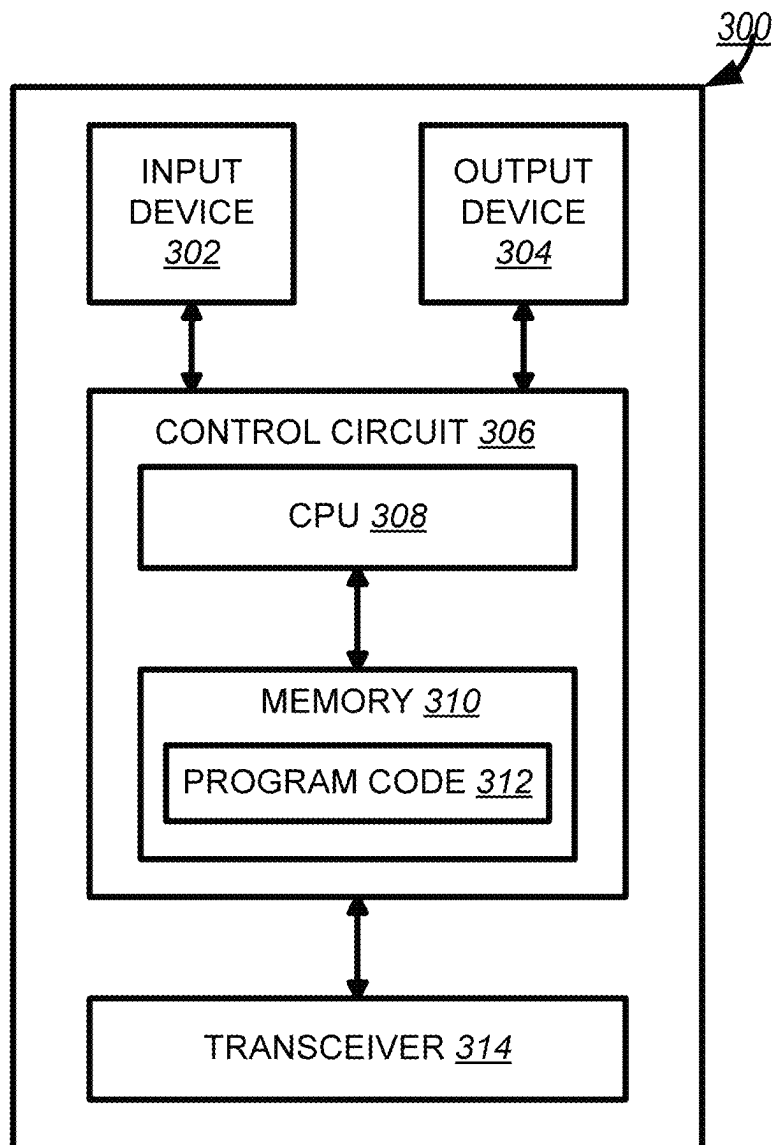 300
INPUT
DEVICE
302
OUTPUT
DEVICE
304
CONTROL CIRCUIT 306
CPU 308
MEMORY 310
PROGRAM CODE 312
TRANSCEIVER 314